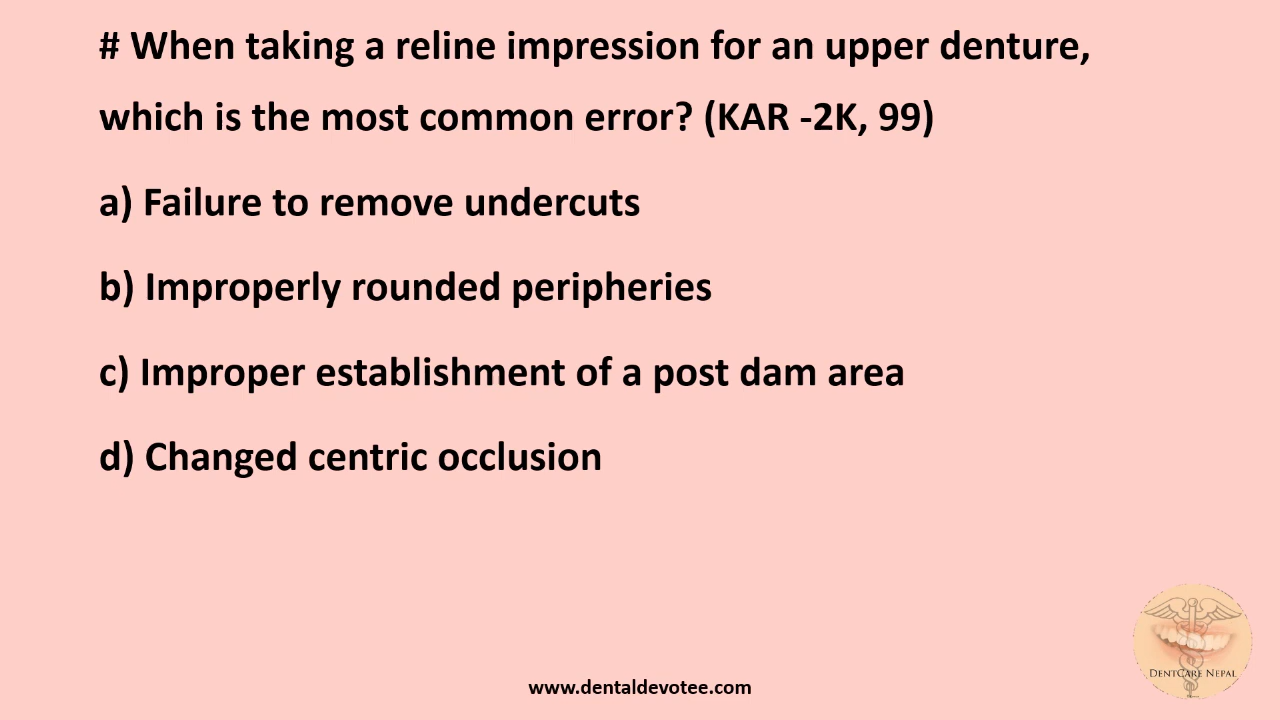 # When taking a reline impression for an upper denture,
which is the most common error? (KAR -2K, 99)
a) Failure to remove undercuts
b) Improperly rounded peripheries
c) Improper establishment of a post dam area
d) Changed centric occlusion
DENTCARE NEPAL
www.dentaldevotee.com